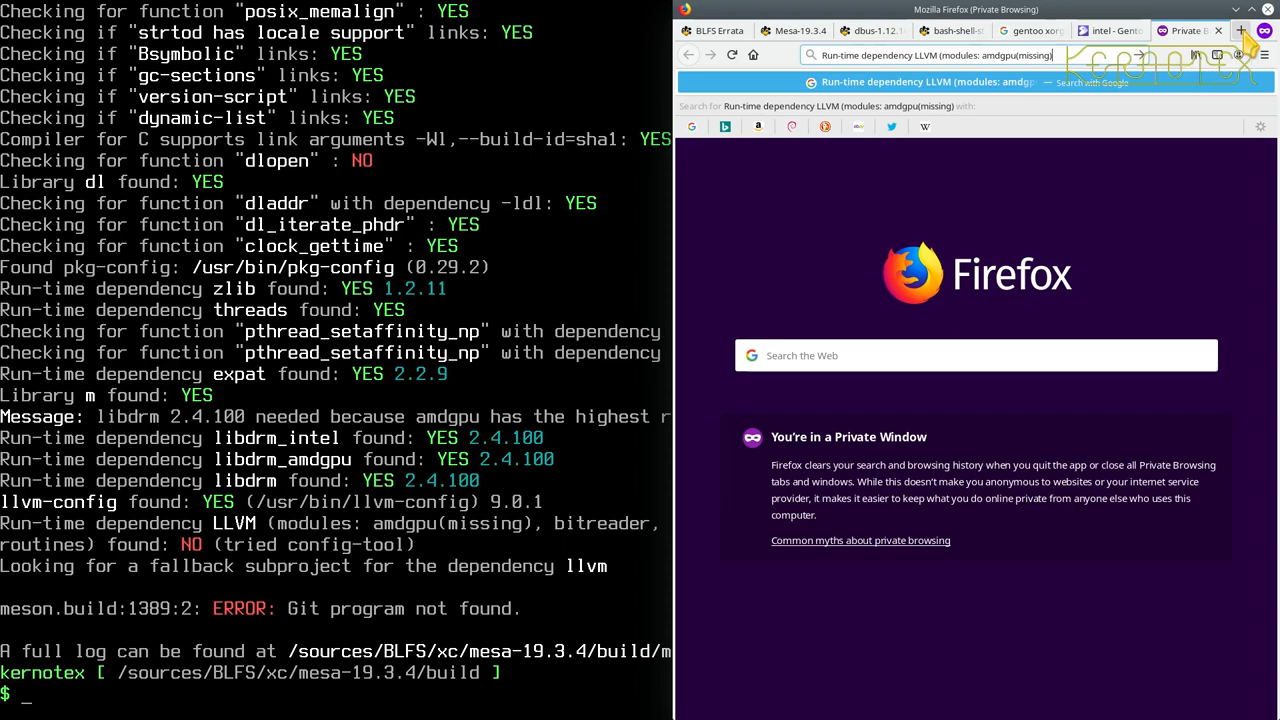 Checking for function "posix_memalign" : YES
Checking if "strtod has locale support" links: YES
Checking if "Bsymbolic" links: YES
Checking if "gc-sections" links: YES
Checking if "version-script" links: YES
Checking if "dynamic-list" links: YES
Compiler for C supports link arguments -Wl,--build-id=sha1: YES
Checking for function "dlopen" : NO
Library dl found: YES
Checking for function "dladdr" with dependency -ldl: YES
Checking for function "dl_iterate_phdr" : YES
Checking for function "clock_gettime" : YES
Found pkg-config: /usr/bin/pkg-config (0.29.2)
Run-time dependency zlib found: YES 1.2.11
Run-time dependency threads found: YES
Checking for function "pthread_setaffinity_np" with dependency
Checking for function "pthread_setaffinity_np" with dependency
Run-time dependency expat found: YES 2.2.9
Library m found: YES
Message: libdrm 2.4.100 needed because amdgpu has the highest r
Run-time dependency libdrm_intel found: YES 2.4.100
Run-time dependency libdrm_amdgpu found: YES 2.4.100
Run-time dependency libdrm found: YES 2.4.100
llvm-config found: YES (/usr/bin/llvm-config) 9.0.1
Run-time dependency LLVM (modules: amdgpu(missing), bitreader,
routines) found: NO (tried config-tool)
Looking for a fallback subproject for the dependency llvm
meson.build:1389:2: ERROR: Git program not found.
A full log can be found at /sources/BLFS/xc/mesa-19.3.4/build/m
kernotex [ /sources/BLFS/xc/mesa-19.3.4/build ]
$ _
Mozilla Firefox (Private Browsing)
BLFS Errata
Mesa-19.3.4
dbus-1.12.1
bash-shell-s
gentoo xorg
intel - Gento
Private B
Run-time dependency LLVM (modules: amdgpu(missing)
KERNOTEX
Run-time dependency LLVM (modules: amdgp — Search with Google
Search for Run-time dependency LLVM (modules: amdgpu(missing) with:
Firefox
Search the Web
You're in a Private Window
Firefox clears your search and browsing history when you quit the app or close all Private Browsing
tabs and windows. While this doesn't make you anonymous to websites or your internet service
provider, it makes it easier to keep what you do online private from anyone else who uses this
computer.
Common myths about private browsing